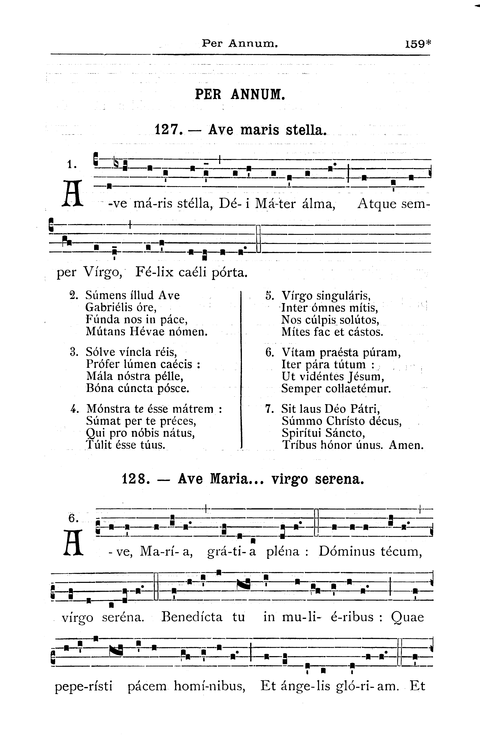 Per Annum. 159*
PER ANNUM.
127. — Ave maris stella.
1.
A-ve má-ris stélla, Dé- i Má-ter álma, Atque sem-
per Vírgo, Fé-lix caéli pórta.
2. Súmens íllud Ave
Gabriélis óre,
Fúnda nos in páce,
Mútans Hévae nómen.
3. Sólve víncla réis,
Prófer lúmen caécis :
Mála nóstra pélle,
Bóna cúncta pósce.
4. Mónstra te ésse mátrem :
Súmat per te préces,
Qui pro nóbis nátus,
Túlit ésse túus.
5. Vírgo singuláris,
Inter ómnes mítis,
Nos cúlpis solútos,
Mítes fac et cástos.
6. Vítam praésta púram,
Iter pára tútum :
Ut vidéntes Jésum,
Semper collaetémur.
7. Sit laus Déo Pátri,
Súmmo Chrísto décus,
Spirítui Sáncto,
Tríbus hónor únus. Amen.
128. — Ave Maria... virgo serena.
6.
A- ve, Ma-rí- a, grá-ti- a pléna : Dóminus técum,
vírgo seréna. Benedícta tu in mu-li- é-ribus : Quae
pepe-rísti pácem homí-nibus, Et ánge-lis gló-ri-am. Et